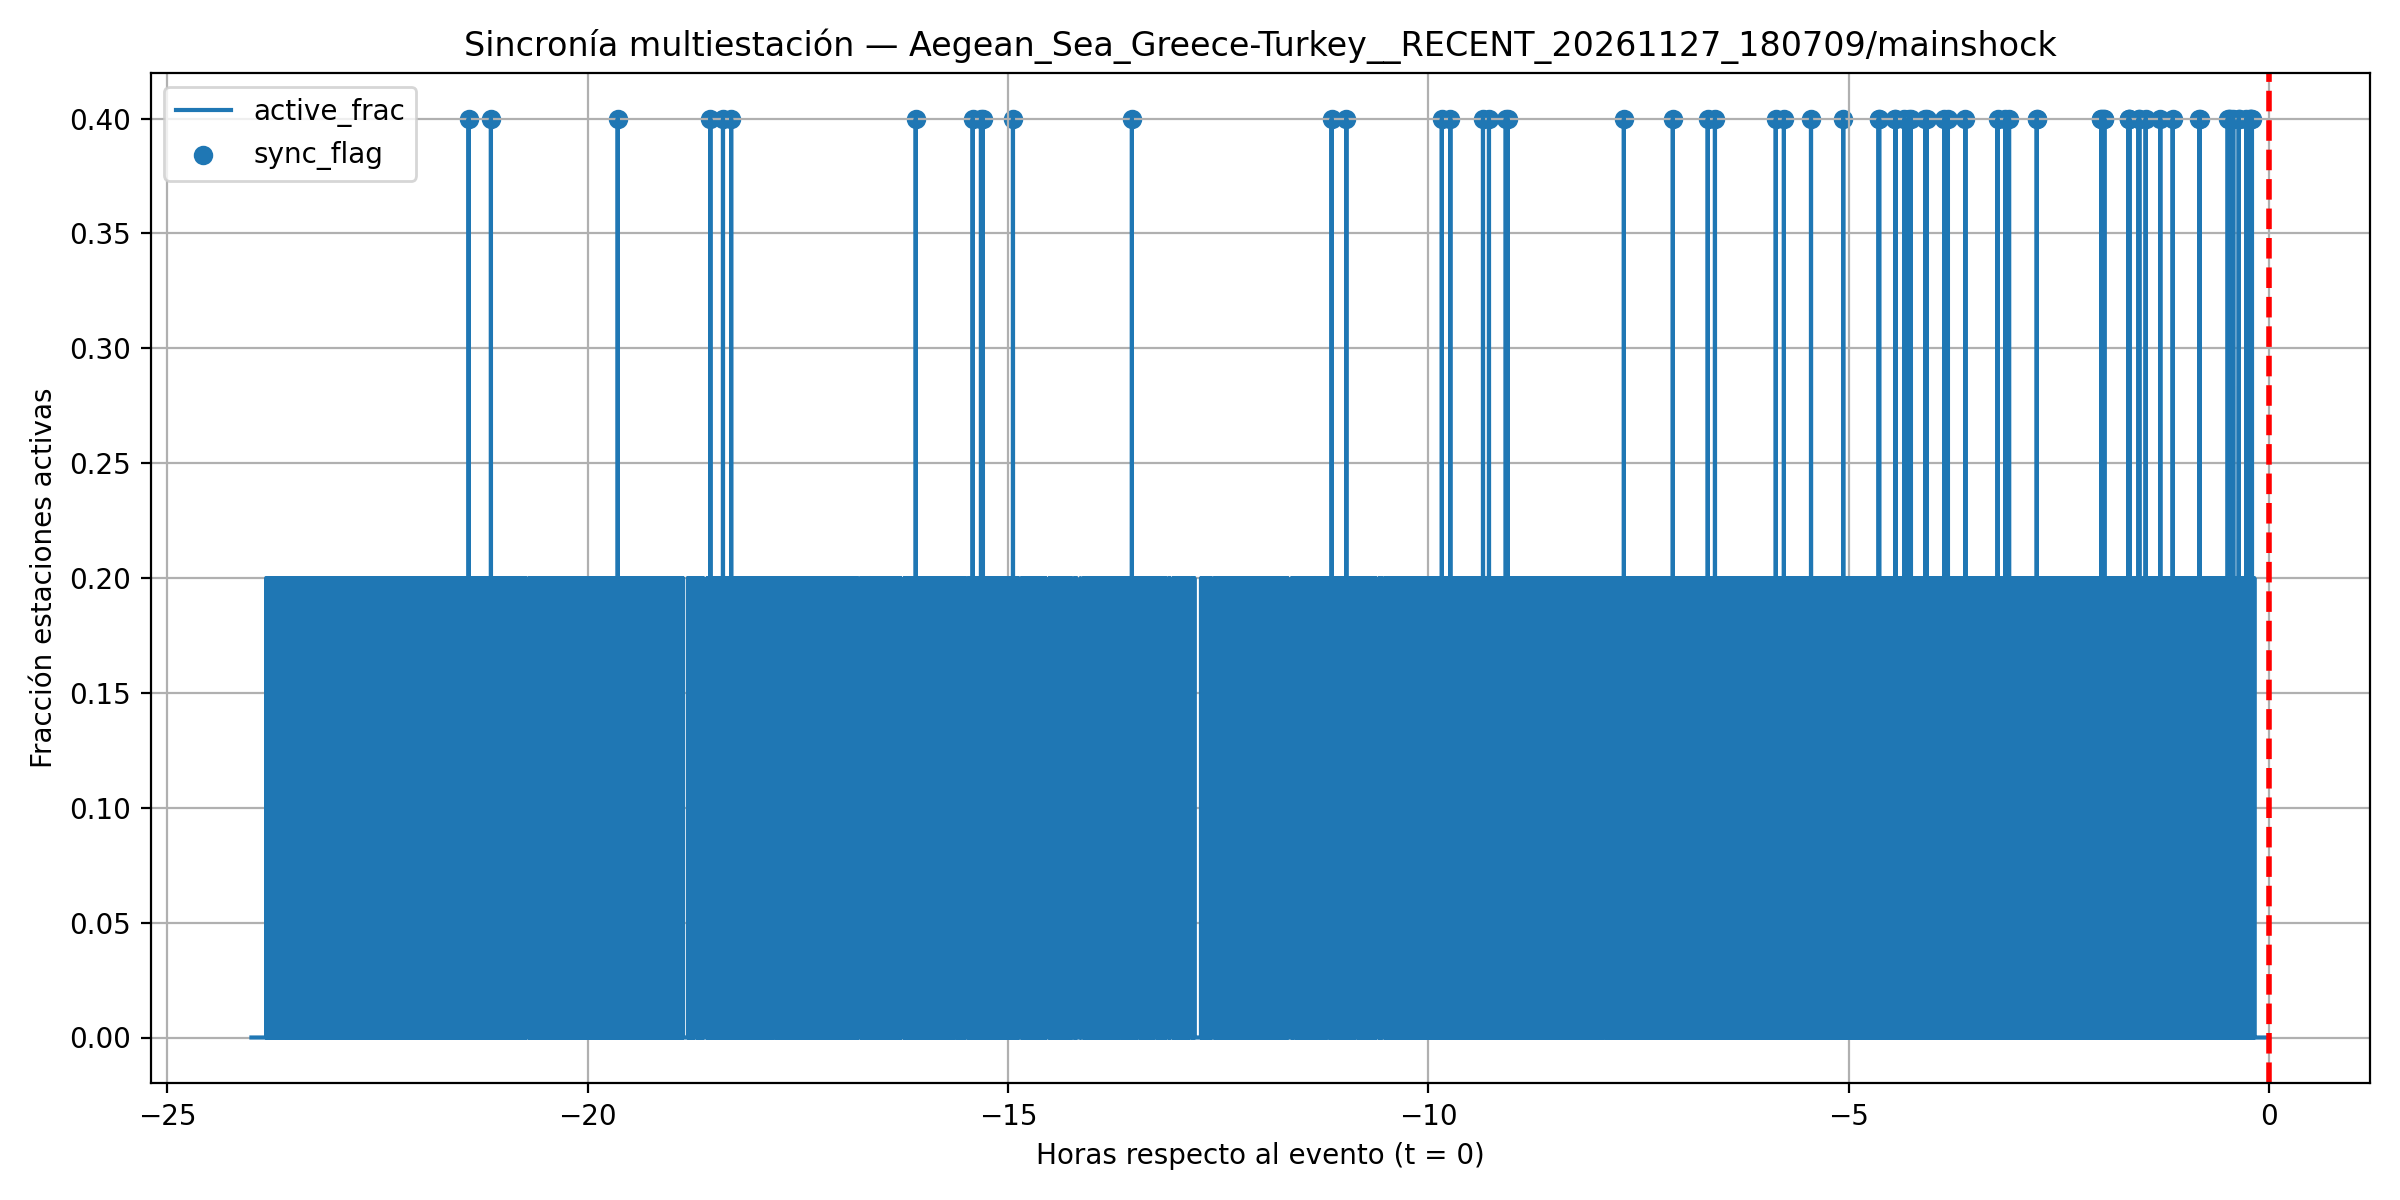 Sincronía multiestación — Aegean_Sea_Greece-Turkey__RECENT_20261127_180709/mainshock
active_frac
sync_flag
Fracción estaciones activas
0.40
0.35
0.30
0.25
0.20
0.15
0.10
0.05
0.00
−25 −20 −15 −10 −5 0
Horas respecto al evento (t = 0)